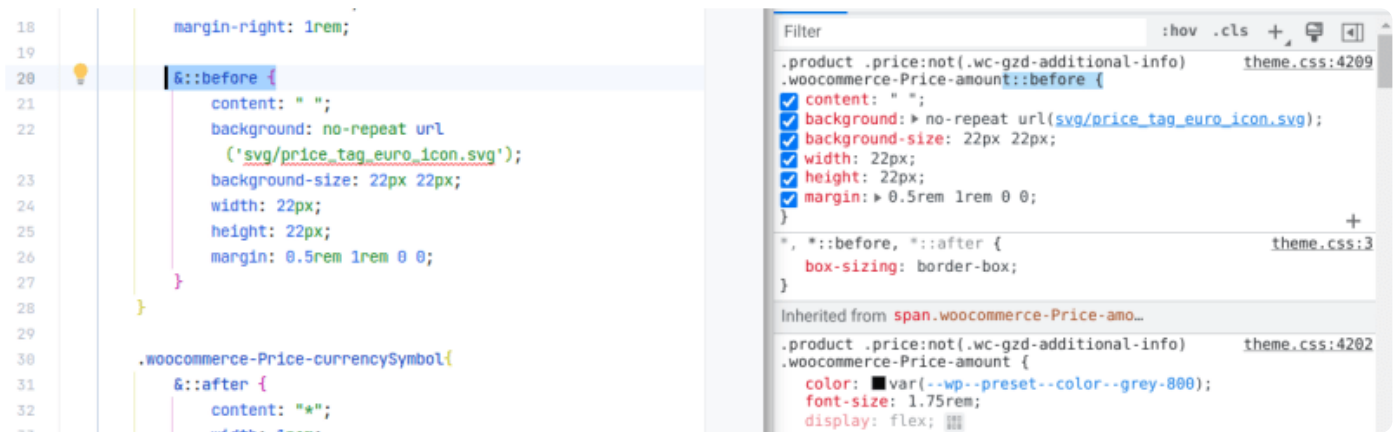 18 margin-right: 1rem;
19
20 &::before {
21 content: " ";
22 background: no-repeat url
('svg/price_tag_euro_icon.svg');
23 background-size: 22px 22px;
24 width: 22px;
25 height: 22px;
26 margin: 0.5rem 1rem 0 0;
27 }
28 }
29
30 .woocommerce-Price-currencySymbol{
31 &::after {
32 content: "*";
Filter :hov .cls +
.product .price:not(.wc-gzd-additional-info) theme.css:4209
.woocommerce-Price-amount::before {
content: " ";
background: no-repeat url(svg/price_tag_euro_icon.svg);
background-size: 22px 22px;
width: 22px;
height: 22px;
margin: 0.5rem 1rem 0 0;
}
*, *::before, *::after { theme.css:3
box-sizing: border-box;
}
Inherited from span.woocommerce-Price-amo…
.product .price:not(.wc-gzd-additional-info) theme.css:4202
.woocommerce-Price-amount {
color: var(--wp--preset--color--grey-800);
font-size: 1.75rem;
display: flex;